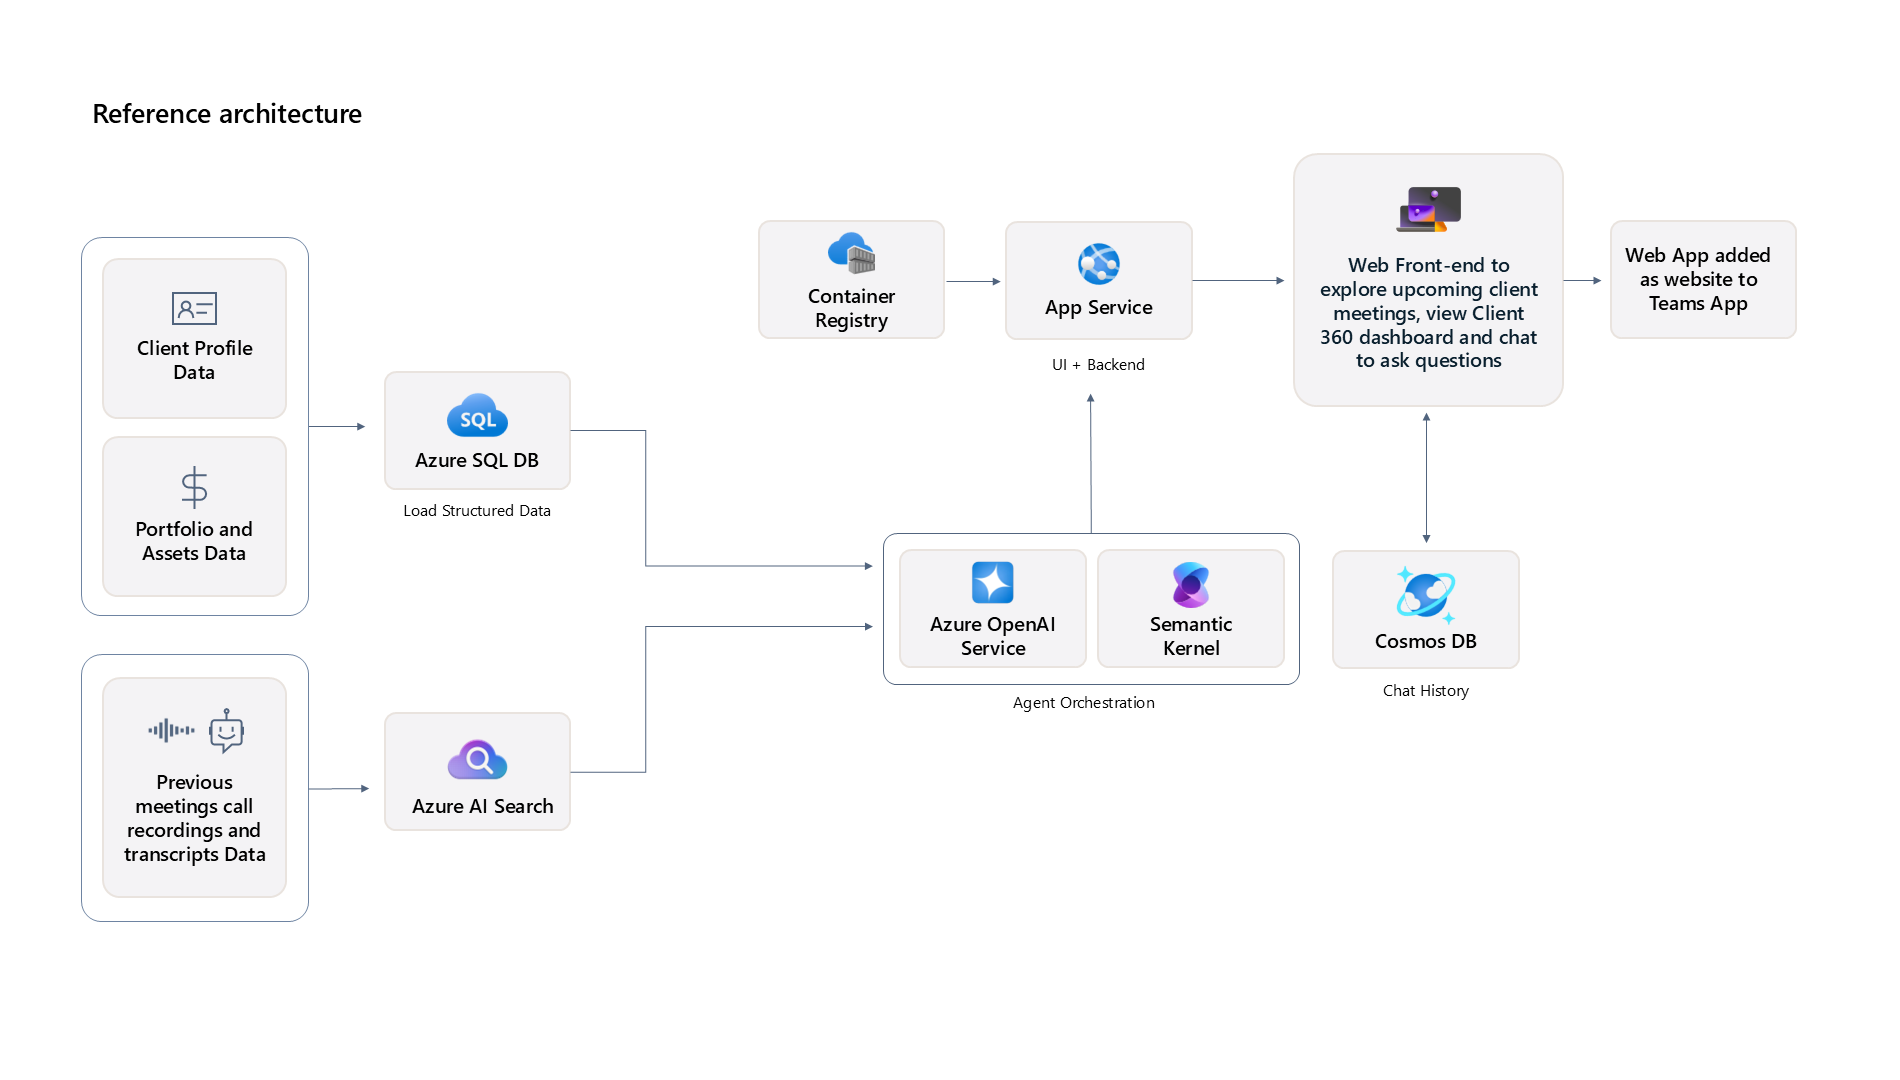 Reference architecture
Client Profile
Data
Portfolio and
Assets Data
SQL
Azure SQL DB
Load Structured Data
Previous
meetings call
recordings and
transcripts Data
Azure AI Search
Container
Registry
App Service
UI + Backend
Web Front-end to
explore upcoming client
meetings, view Client
360 dashboard and chat
to ask questions
Web App added
as website to
Teams App
Azure OpenAI
Service
Semantic
Kernel
Agent Orchestration
Cosmos DB
Chat History